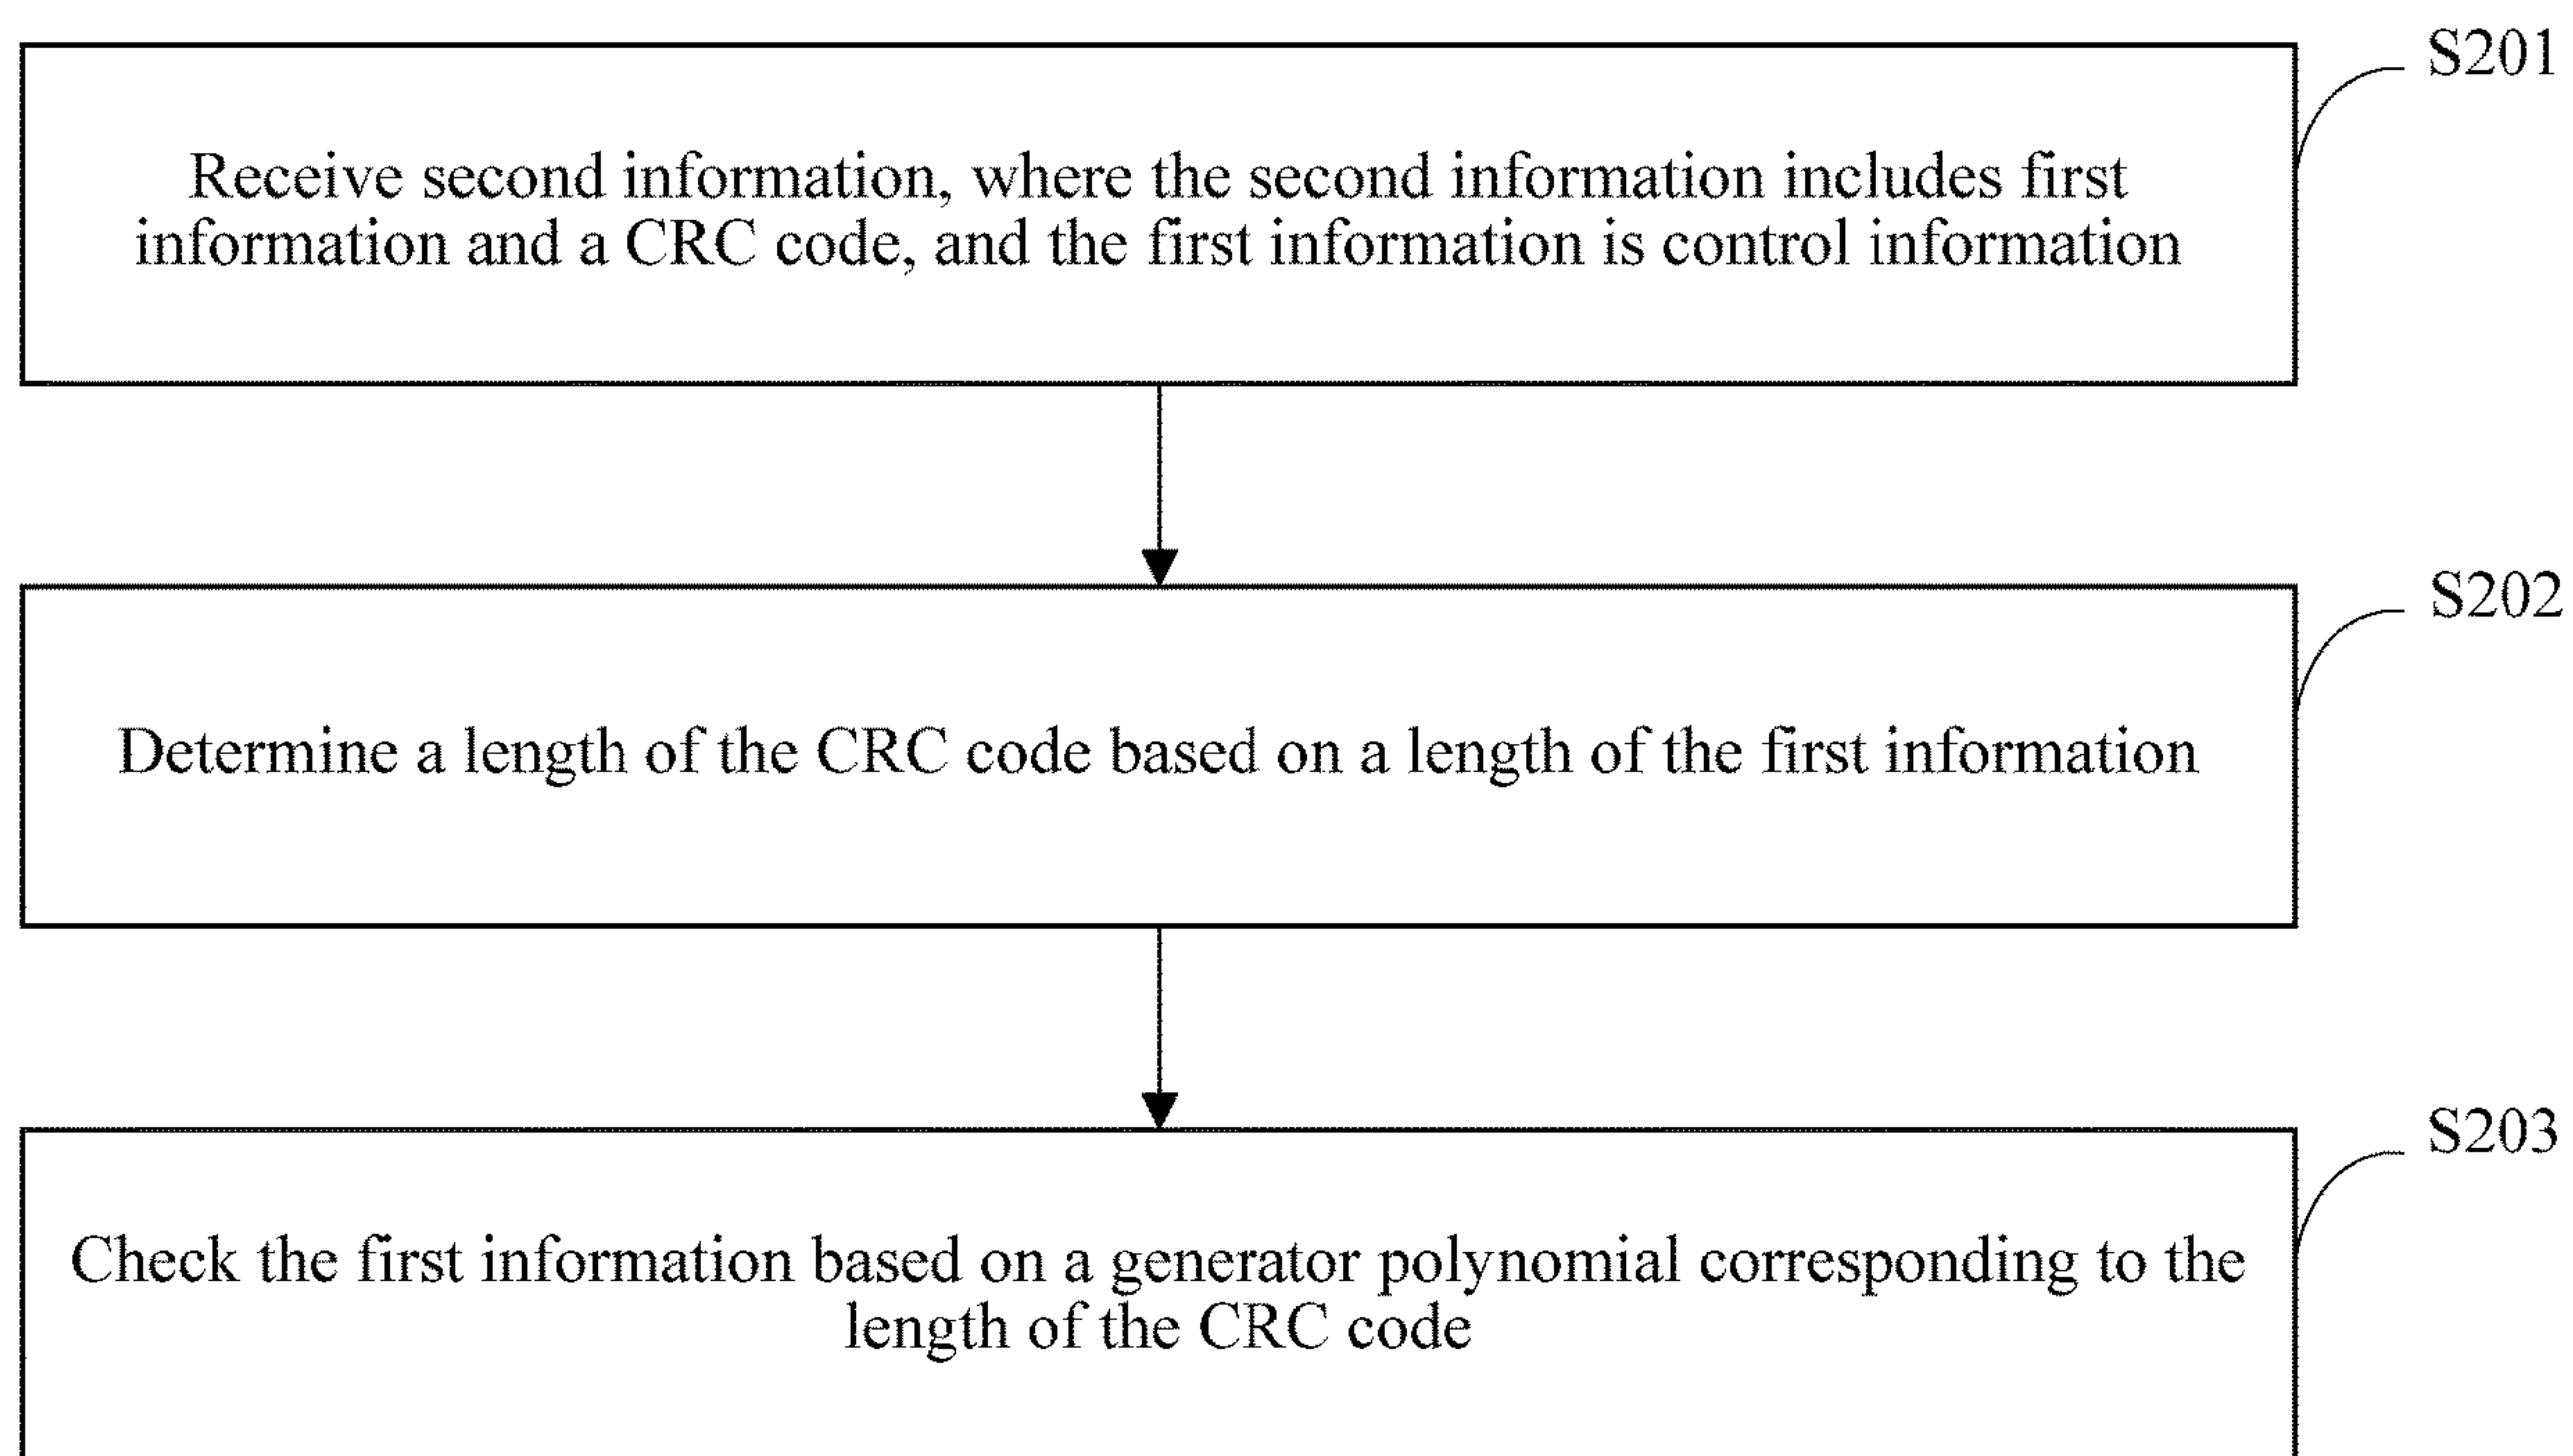 S201
Receive second information, where the second information includes first
information and a CRC code, and the first information is control information
S202
Determine a length of the CRC code based on a length of the first information
S203
Check the first information based on a generator polynomial corresponding to the
length of the CRC code